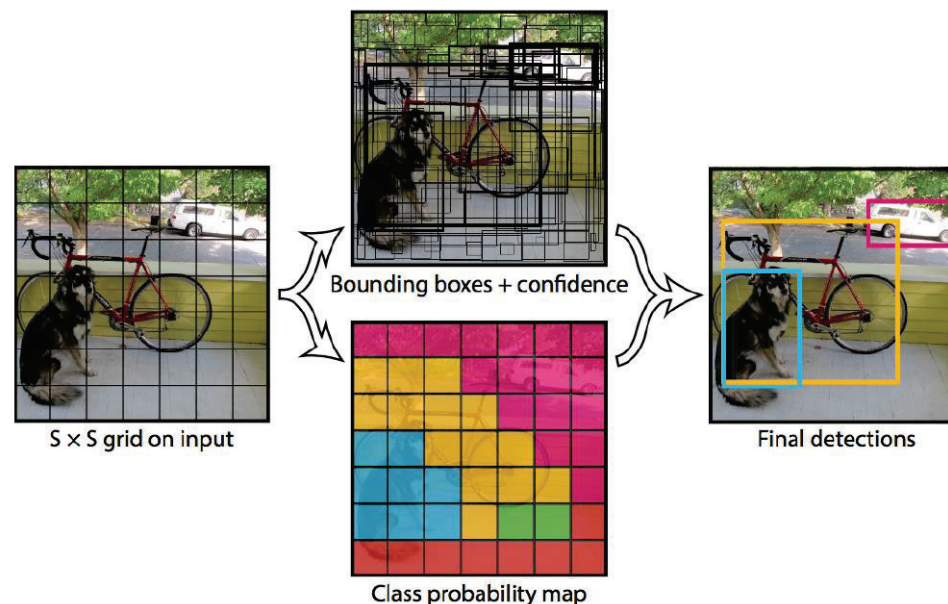 Bounding boxes + confidence
S × S grid on input
Final detections
Class probability map